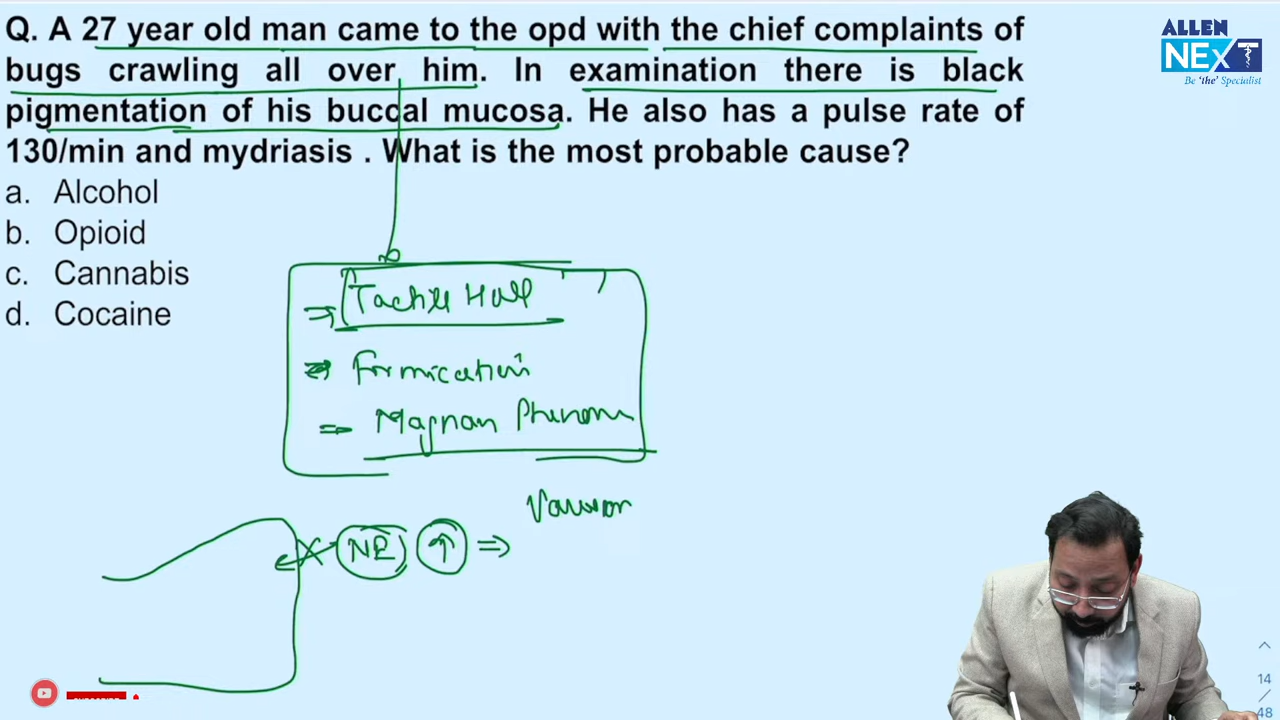 Q. A 27 year old man came to the opd with the chief complaints of
bugs crawling all over him. In examination there is black
pigmentation of his buccal mucosa. He also has a pulse rate of
130/min and mydriasis . What is the most probable cause?
a. Alcohol
b. Opioid
c. Cannabis
d. Cocaine
⇒ Tactile Hall
⇒ Formication
⇒ Magnan Phenom
NE ↑ ⇒
ALLEN
NEXT
Be 'the' Specialist
14
/
48